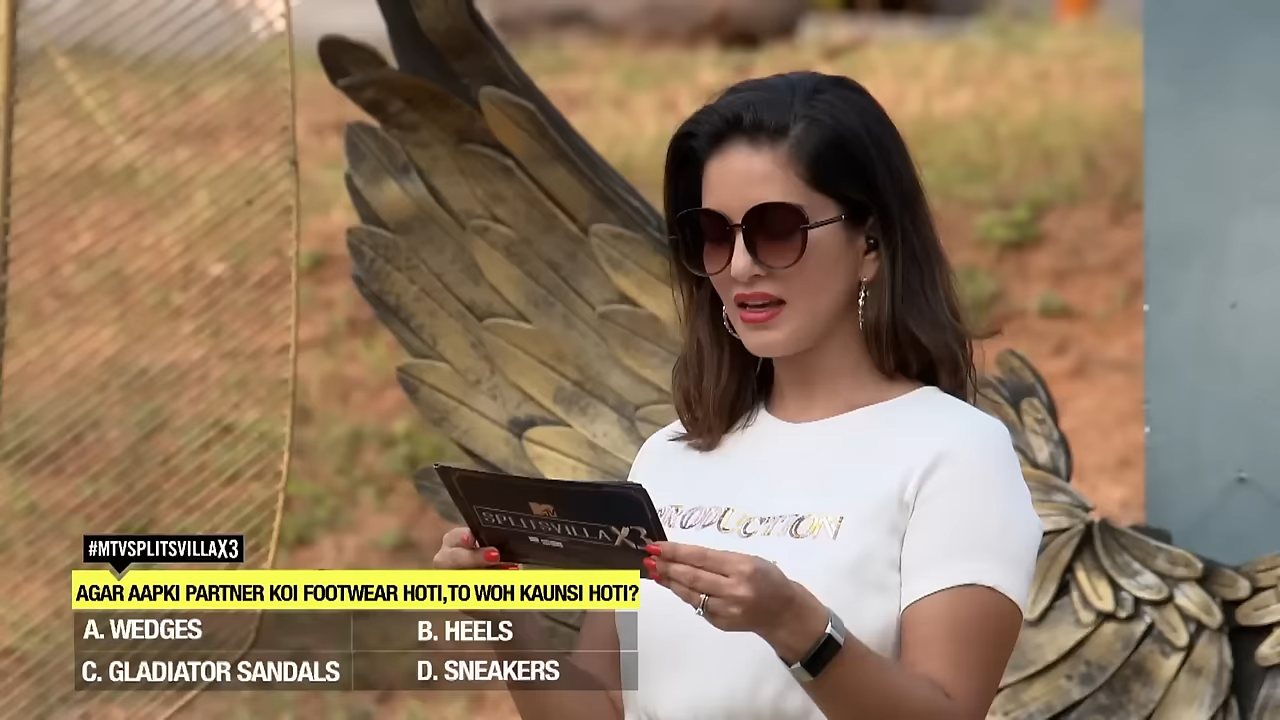 PRODUCTION
MTV
SPLITSVILLA X3
#MTVSPLITSVILLAX3
AGAR AAPKI PARTNER KOI FOOTWEAR HOTI,TO WOH KAUNSI HOTI?
A. WEDGES
B. HEELS
C. GLADIATOR SANDALS
D. SNEAKERS